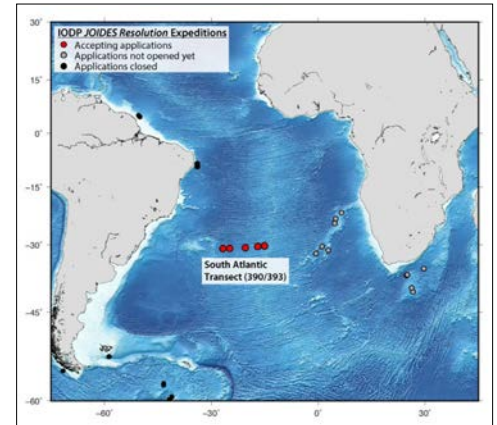 IODP JOIDES Resolution Expeditions
Accepting applications
Applications not opened yet
Applications closed
30°
15°
0°
−15°
−30°
−45°
−60°
South Atlantic
Transect (390/393)
−60°
−30°
0°
30°